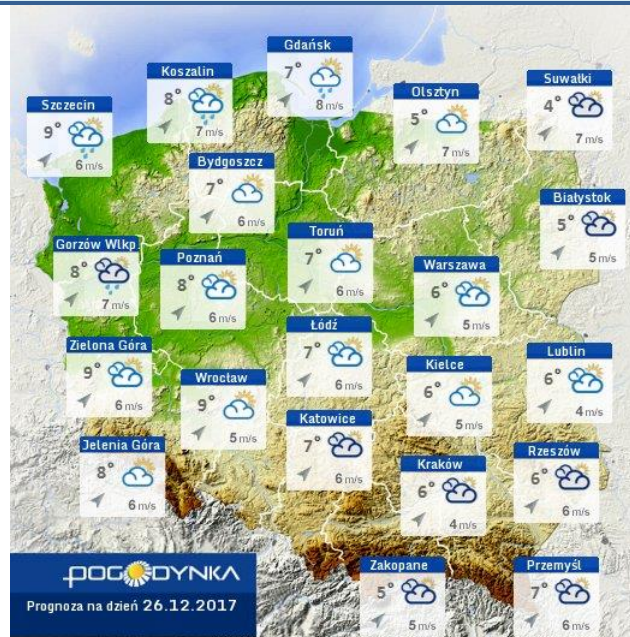 Gdańsk
7°
8 m/s
Koszalin
8°
7 m/s
Suwałki
4°
7 m/s
Olsztyn
5°
7 m/s
Szczecin
9°
6 m/s
Bydgoszcz
7°
6 m/s
Białystok
5°
5 m/s
Toruń
7°
6 m/s
Gorzów Wlkp.
8°
7 m/s
Poznań
8°
6 m/s
Warszawa
6°
5 m/s
Łódź
7°
6 m/s
Zielona Góra
9°
6 m/s
Lublin
6°
4 m/s
Kielce
6°
5 m/s
Wrocław
9°
5 m/s
Katowice
7°
6 m/s
Jelenia Góra
8°
6 m/s
Rzeszów
6°
6 m/s
Kraków
6°
4 m/s
Zakopane
5°
5 m/s
Przemyśl
7°
6 m/s
POGODYNKA
Prognoza na dzień 26.12.2017